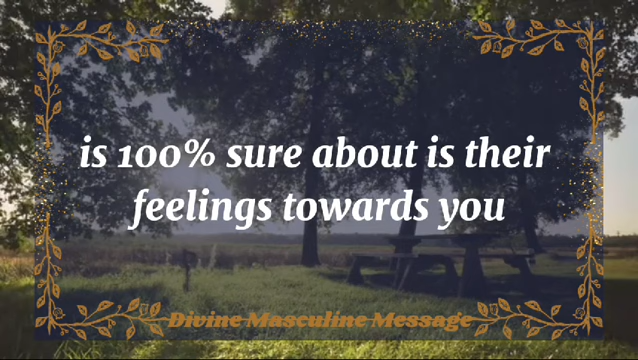 is 100% sure about is their
feelings towards you
Divine Masculine Message